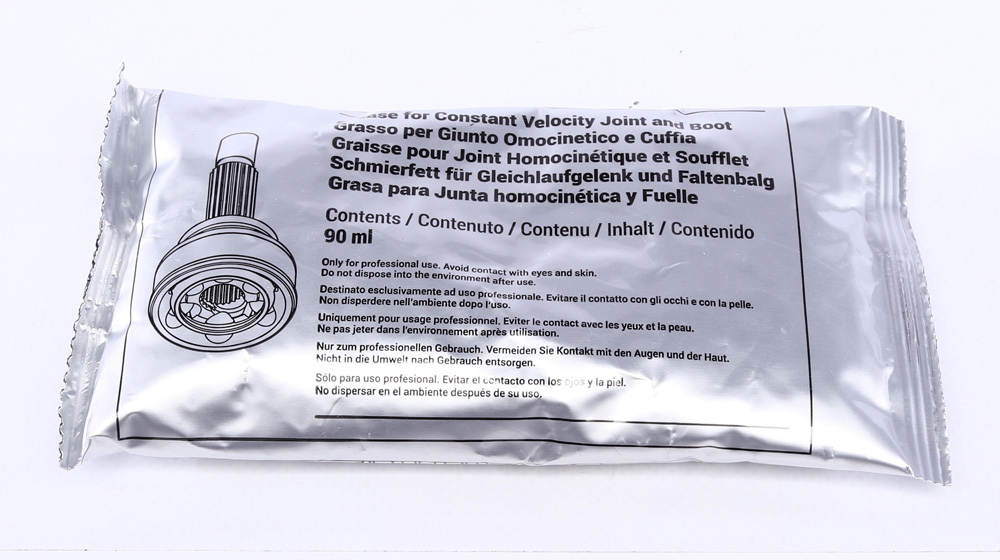 for Constant Velocity Joint and Boot
Grasso per Giunto Omocinetico e Cuffia
Graisse pour Joint Homocinétique et Soufflet
Schmierfett für Gleichlaufgelenk und Faltenbalg
Grasa para Junta homocinética y Fuelle
Contents / Contenuto / Contenu / Inhalt / Contenido
90 ml
Only for professional use. Avoid contact with eyes and skin.
Do not dispose into the environment after use.
Destinato esclusivamente ad uso professionale. Evitare il contatto con gli occhi e con la pelle.
Non disperdere nell'ambiente dopo l'uso.
Uniquement pour usage professionnel. Eviter le contact avec les yeux et la peau.
Ne pas jeter dans l'environnement après utilisation.
Nur zum professionellen Gebrauch. Vermeiden Sie Kontakt mit den Augen und der Haut.
Nicht in die Umwelt nach Gebrauch entsorgen.
Sólo para uso profesional. Evitar el contacto con los ojos y la piel.
No dispersar en el ambiente después de su uso.